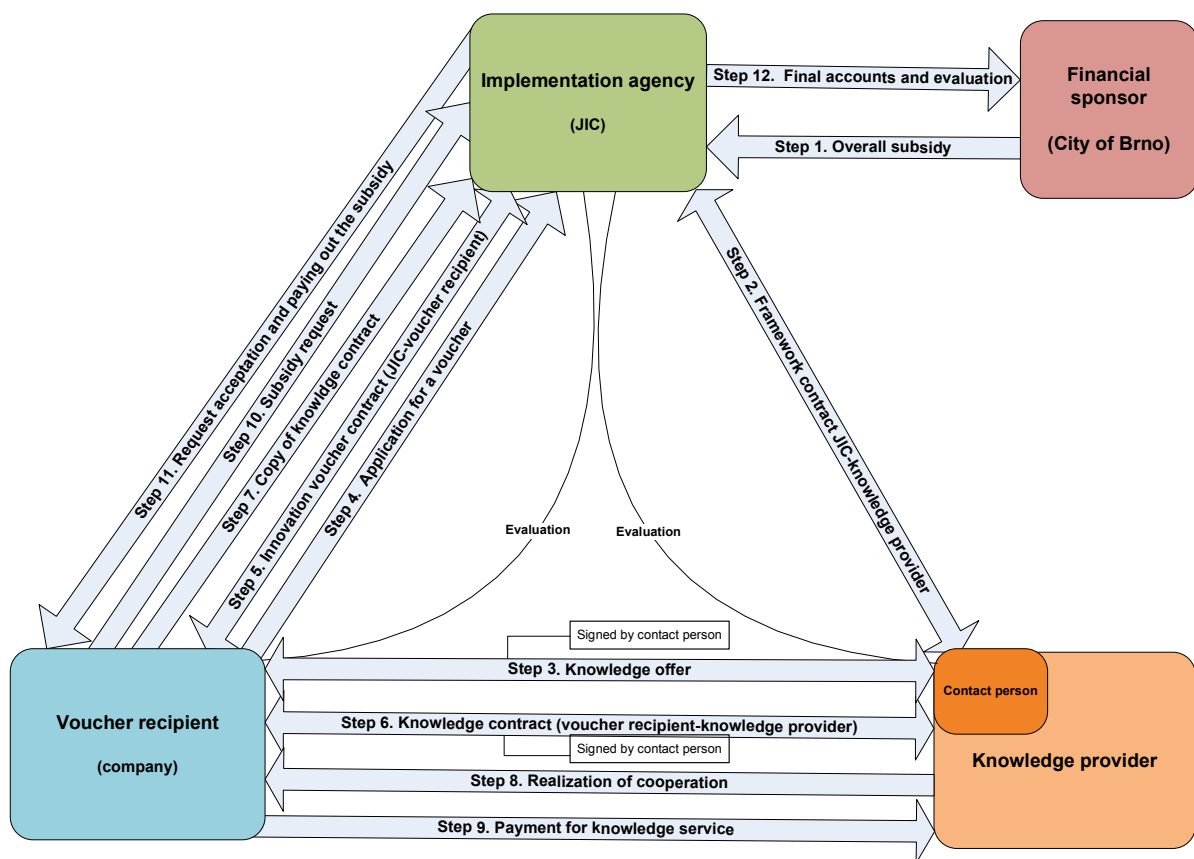 Implementation agency
(JIC)
Financial
sponsor
(City of Brno)
Step 12.  Final accounts and evaluation
Step 1. Overall subsidy
Step 11. Request acceptation and paying out the subsidy
Step 10. Subsidy request
Step 7. Copy of knowldge contract
Step 5. Innovation voucher contract (JIC-voucher recipient)
Step 4. Application for a voucher
Step 2. Framework contract JIC-knowledge provider
Evaluation
Evaluation
Signed by contact person
Step 3. Knowledge offer
Step 6. Knowledge contract (voucher recipient-knowledge provider)
Signed by contact person
Step 8. Realization of cooperation
Step 9. Payment for knowledge service
Voucher recipient
(company)
Contact person
Knowledge provider